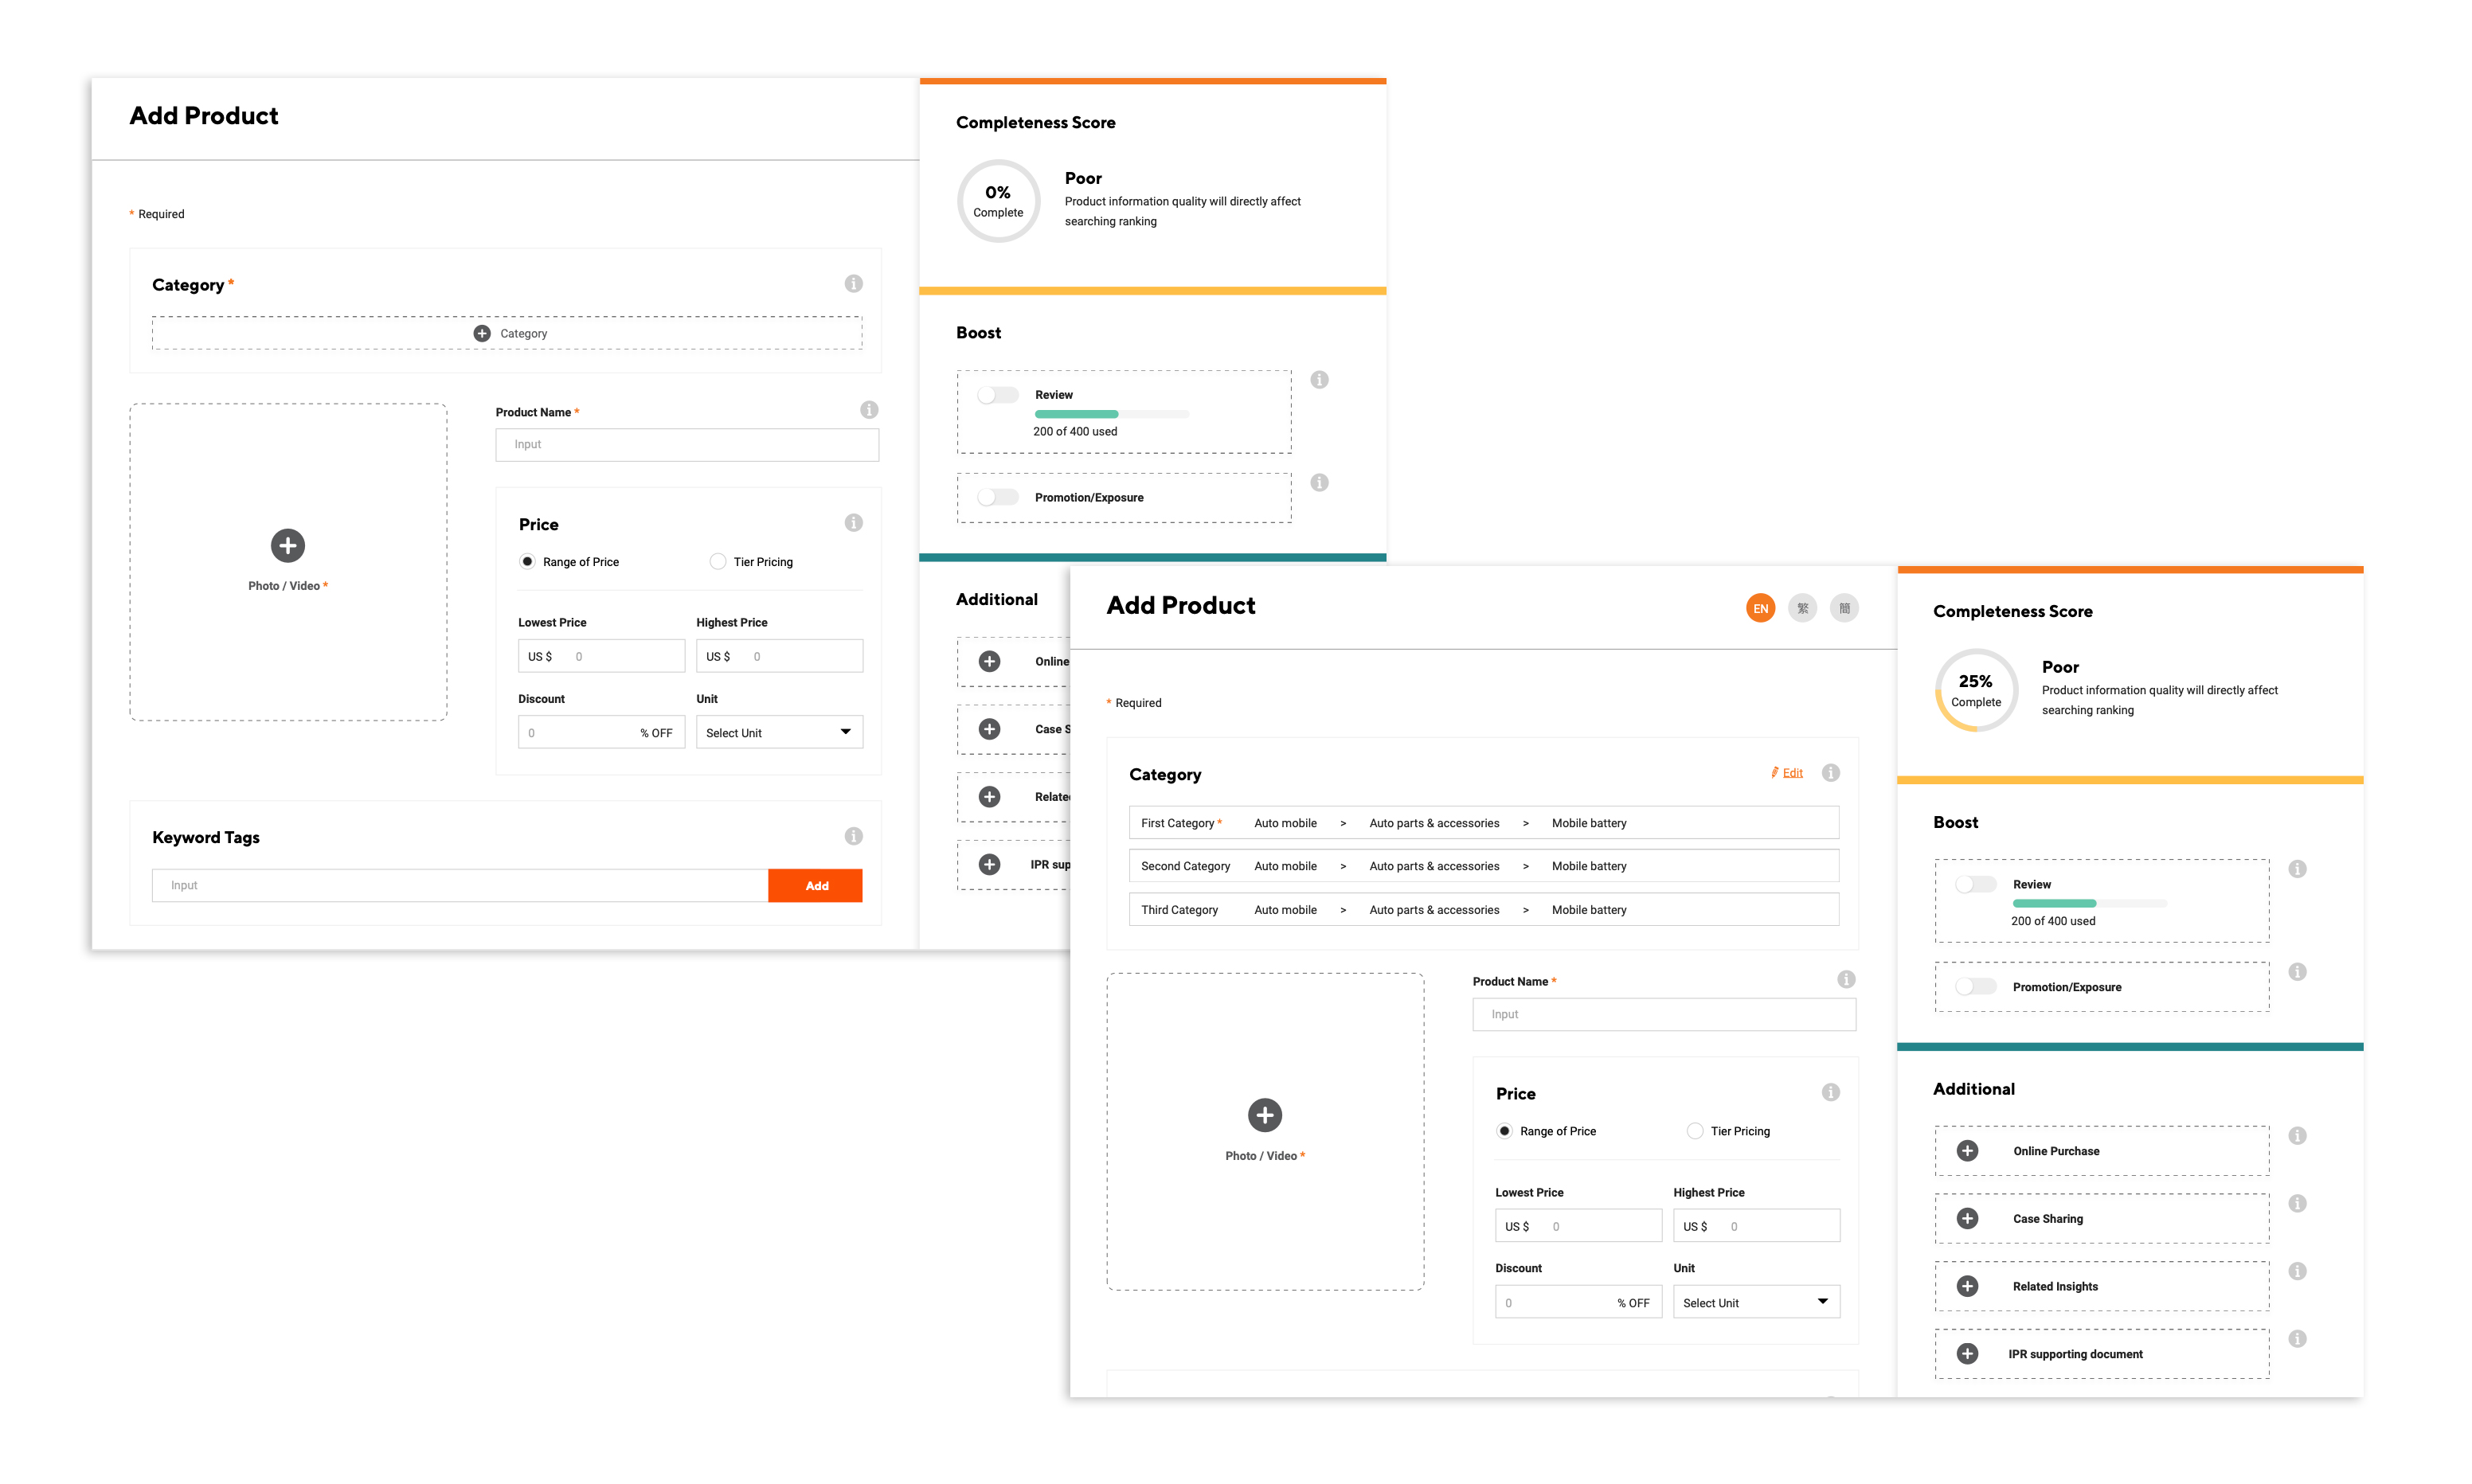 Add Product
* Required
Category *
Category
Photo / Video *
Product Name *
Input
Price
Range of Price
Tier Pricing
Lowest Price
Highest Price
US $ 0
US $ 0
Discount
Unit
0 % OFF
Select Unit
Keyword Tags
Input
Add
Completeness Score
0%
Complete
Poor
Product information quality will directly affect
searching ranking
Boost
Review
200 of 400 used
Promotion/Exposure
Additional
Online
Case S
Relate
IPR sup
Add Product
EN
繁
簡
* Required
Category
Edit
First Category * Auto mobile > Auto parts & accessories > Mobile battery
Second Category Auto mobile > Auto parts & accessories > Mobile battery
Third Category Auto mobile > Auto parts & accessories > Mobile battery
Photo / Video *
Product Name *
Input
Price
Range of Price
Tier Pricing
Lowest Price
Highest Price
US $ 0
US $ 0
Discount
Unit
0 % OFF
Select Unit
Completeness Score
25%
Complete
Poor
Product information quality will directly affect
searching ranking
Boost
Review
200 of 400 used
Promotion/Exposure
Additional
Online Purchase
Case Sharing
Related Insights
IPR supporting document